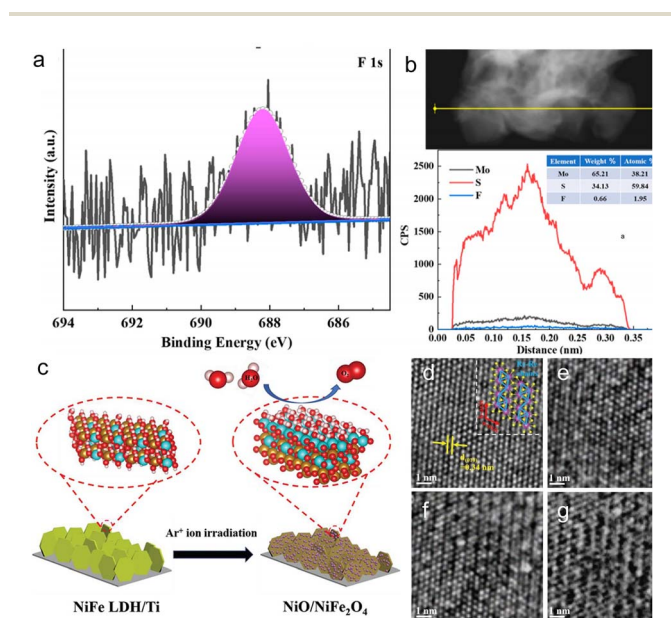 a
F 1s
Intensity (a.u.)
694 692 690 688 686
Binding Energy (eV)
b
2500
2000
1500
1000
500
0
CPS
Mo
S
F
Element Weight % Atomic %
Mo 65.21 38.21
S 34.13 59.84
F 0.66 1.95
a
0.00 0.05 0.10 0.15 0.20 0.25 0.30 0.35
Distance (nm)
c
Ar⁺ ion irradiation
NiFe LDH/Ti
NiO/NiFe₂O₄
d
1 nm
e
1 nm
f
1 nm
g
1 nm